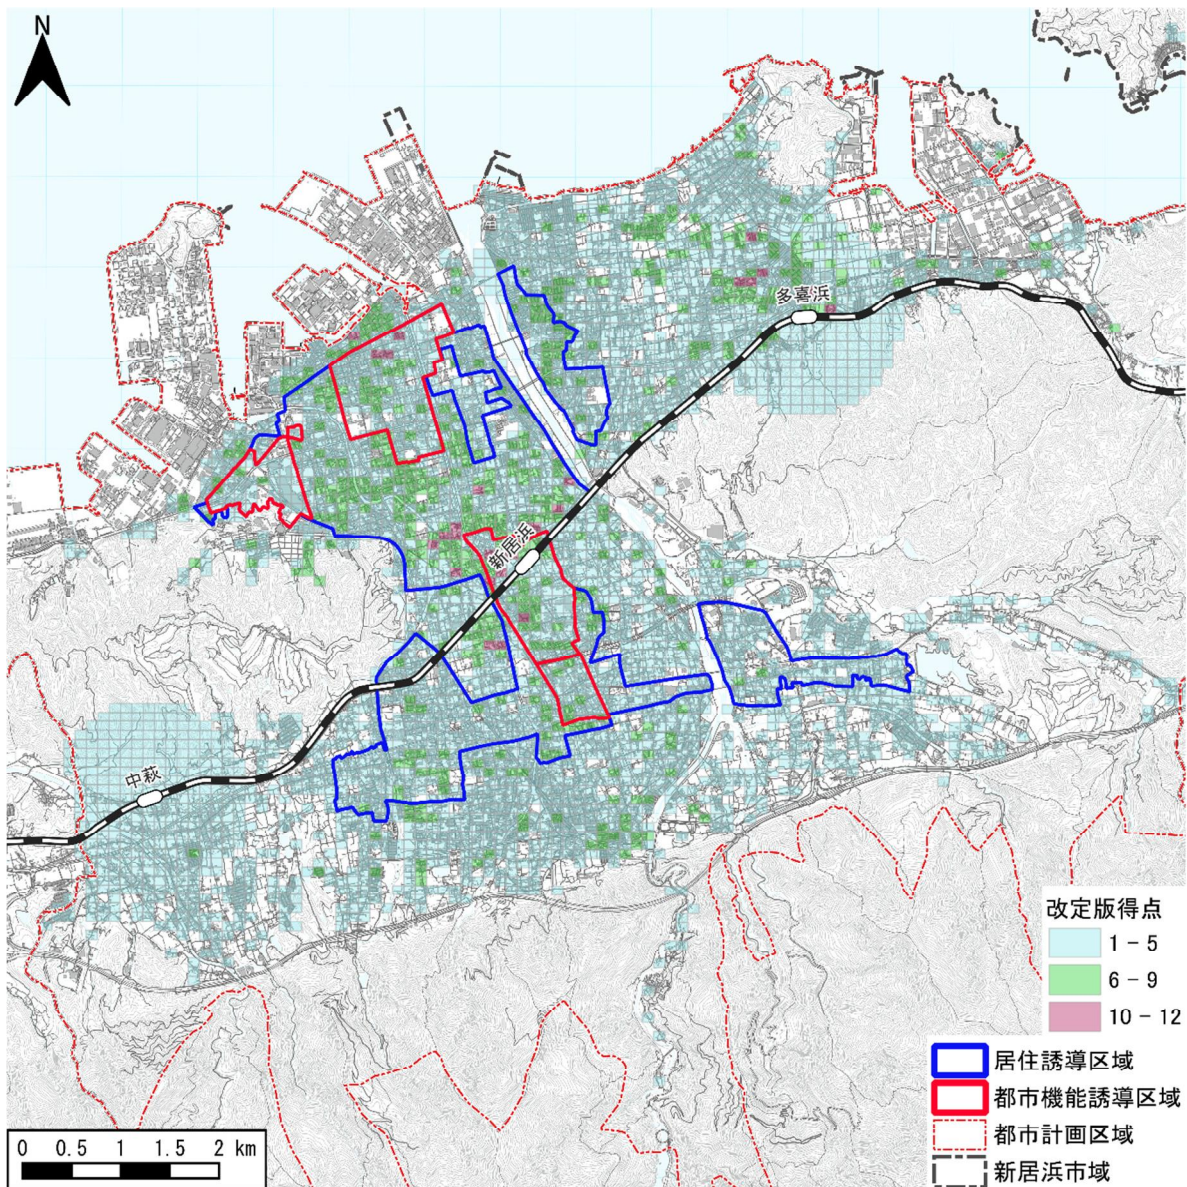 N
多喜浜
新居浜
中萩
改定版得点
1 - 5
6 - 9
10 - 12
居住誘導区域
都市機能誘導区域
都市計画区域
新居浜市域
0 0.5 1 1.5 2 km